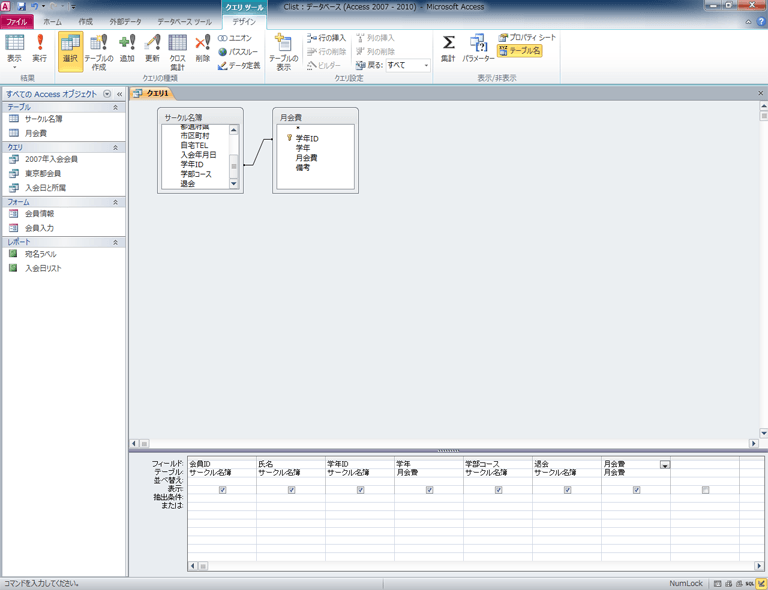 クエリ ツール
Clist : データベース (Access 2007 - 2010) - Microsoft Access
ファイル ホーム 作成 外部データ データベース ツール デザイン
表示 実行 選択 テーブルの作成 追加 更新 クロス集計 削除 ユニオン パススルー データ定義 テーブルの表示 行の挿入 行の削除 ビルダー 列の挿入 列の削除 戻る: すべて 集計 パラメーター プロパティ シート テーブル名
結果 クエリの種類 クエリ設定 表示/非表示
すべての Access オブジェクト
テーブル
サークル名簿
月会費
クエリ
2007年入会会員
東京都会員
入会日と所属
フォーム
会員情報
会員入力
レポート
宛名ラベル
入会日リスト
クエリ1
サークル名簿
都道府県
市区町村
自宅TEL
入会年月日
学年ID
学部コース
退会
月会費
*
学年ID
学年
月会費
備考
フィールド: 会員ID 氏名 学年ID 学年 学部コース 退会 月会費
テーブル: サークル名簿 サークル名簿 サークル名簿 月会費 サークル名簿 サークル名簿 月会費
並べ替え:
表示:
抽出条件:
または:
コマンドを入力してください。
NumLock
SQL